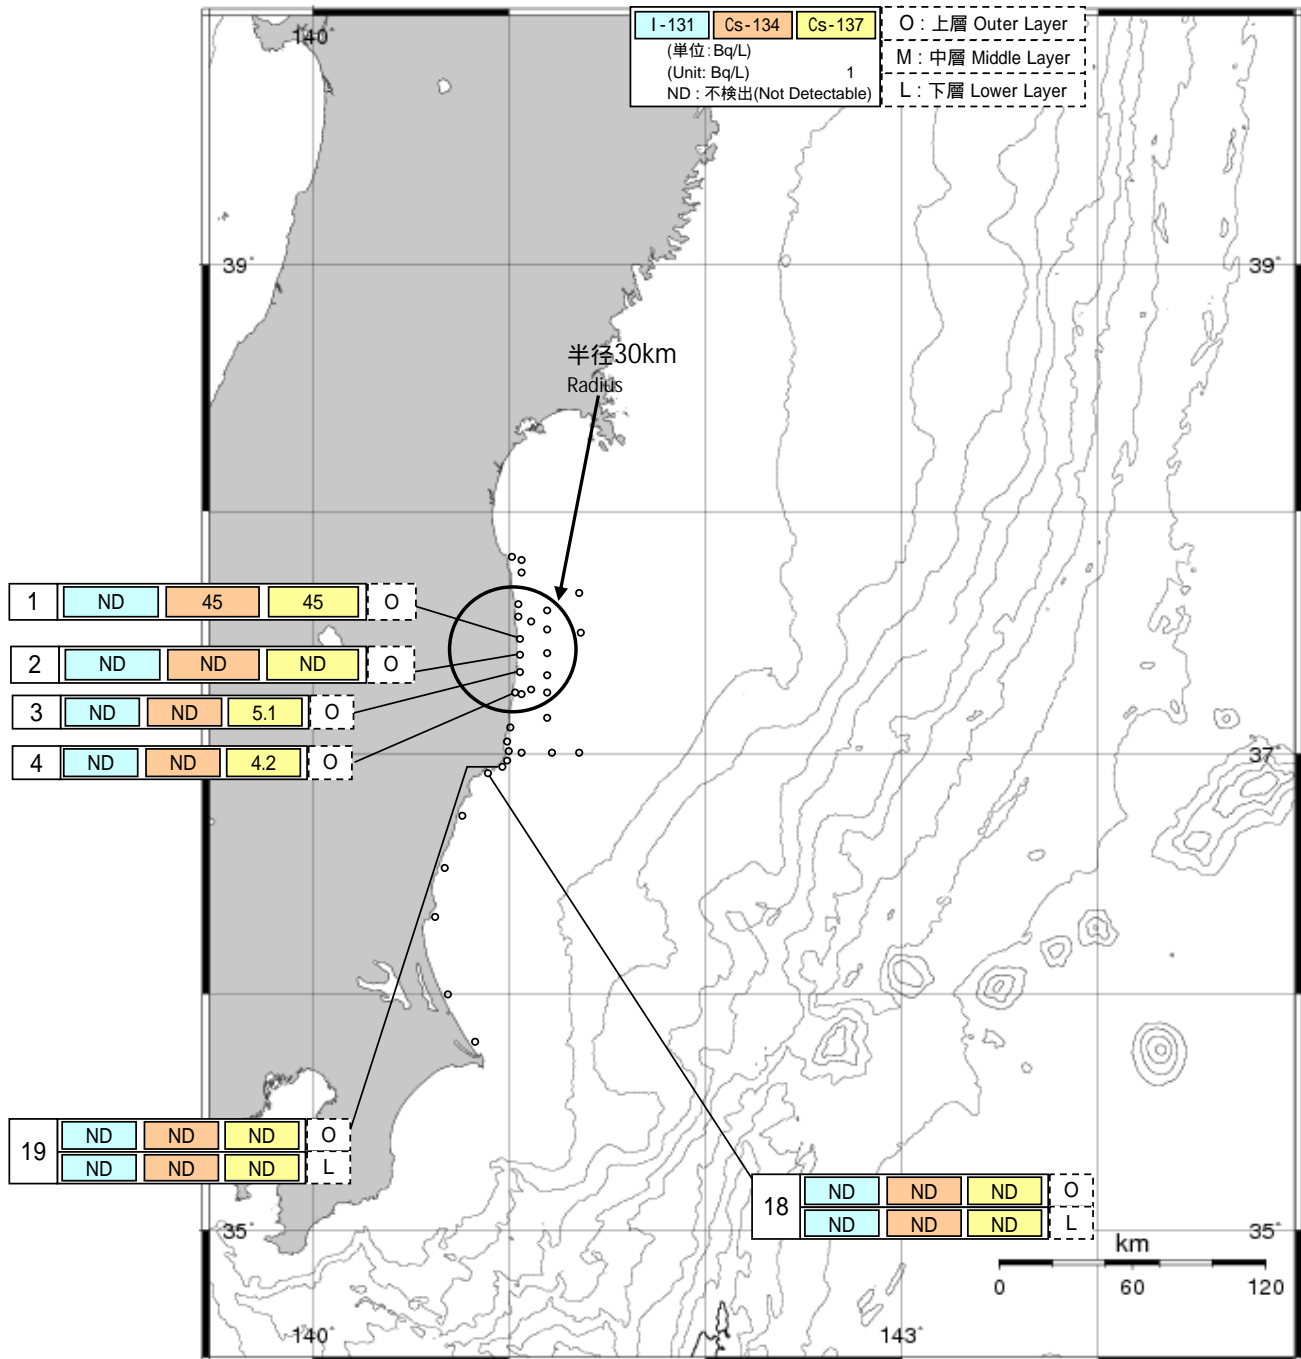 140°
I-131 Cs-134 Cs-137
(単位:Bq/L)
(Unit: Bq/L) 1
ND : 不検出(Not Detectable)
O : 上層 Outer Layer
M : 中層 Middle Layer
L : 下層 Lower Layer
39° 39°
半径30km
Radius
1 ND 45 45 O
2 ND ND ND O
3 ND ND 5.1 O
4 ND ND 4.2 O
37°
19 ND ND ND O
ND ND ND L
18 ND ND ND O
ND ND ND L
35° 35°
km
0 60 120
140° 143°